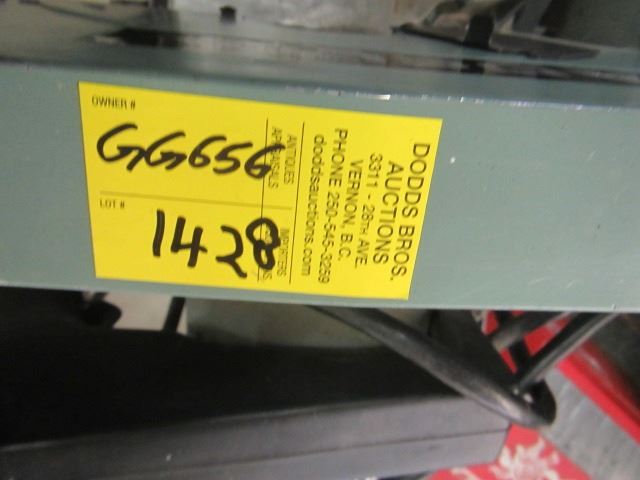 OWNER #
GG656
LOT #
1428
DODDS BROS.
AUCTIONS
3311 - 28TH AVE.
VERNON, B.C.
PHONE 250-545-3259
doddsauctions.com
ANTIQUES
APPRAISALS